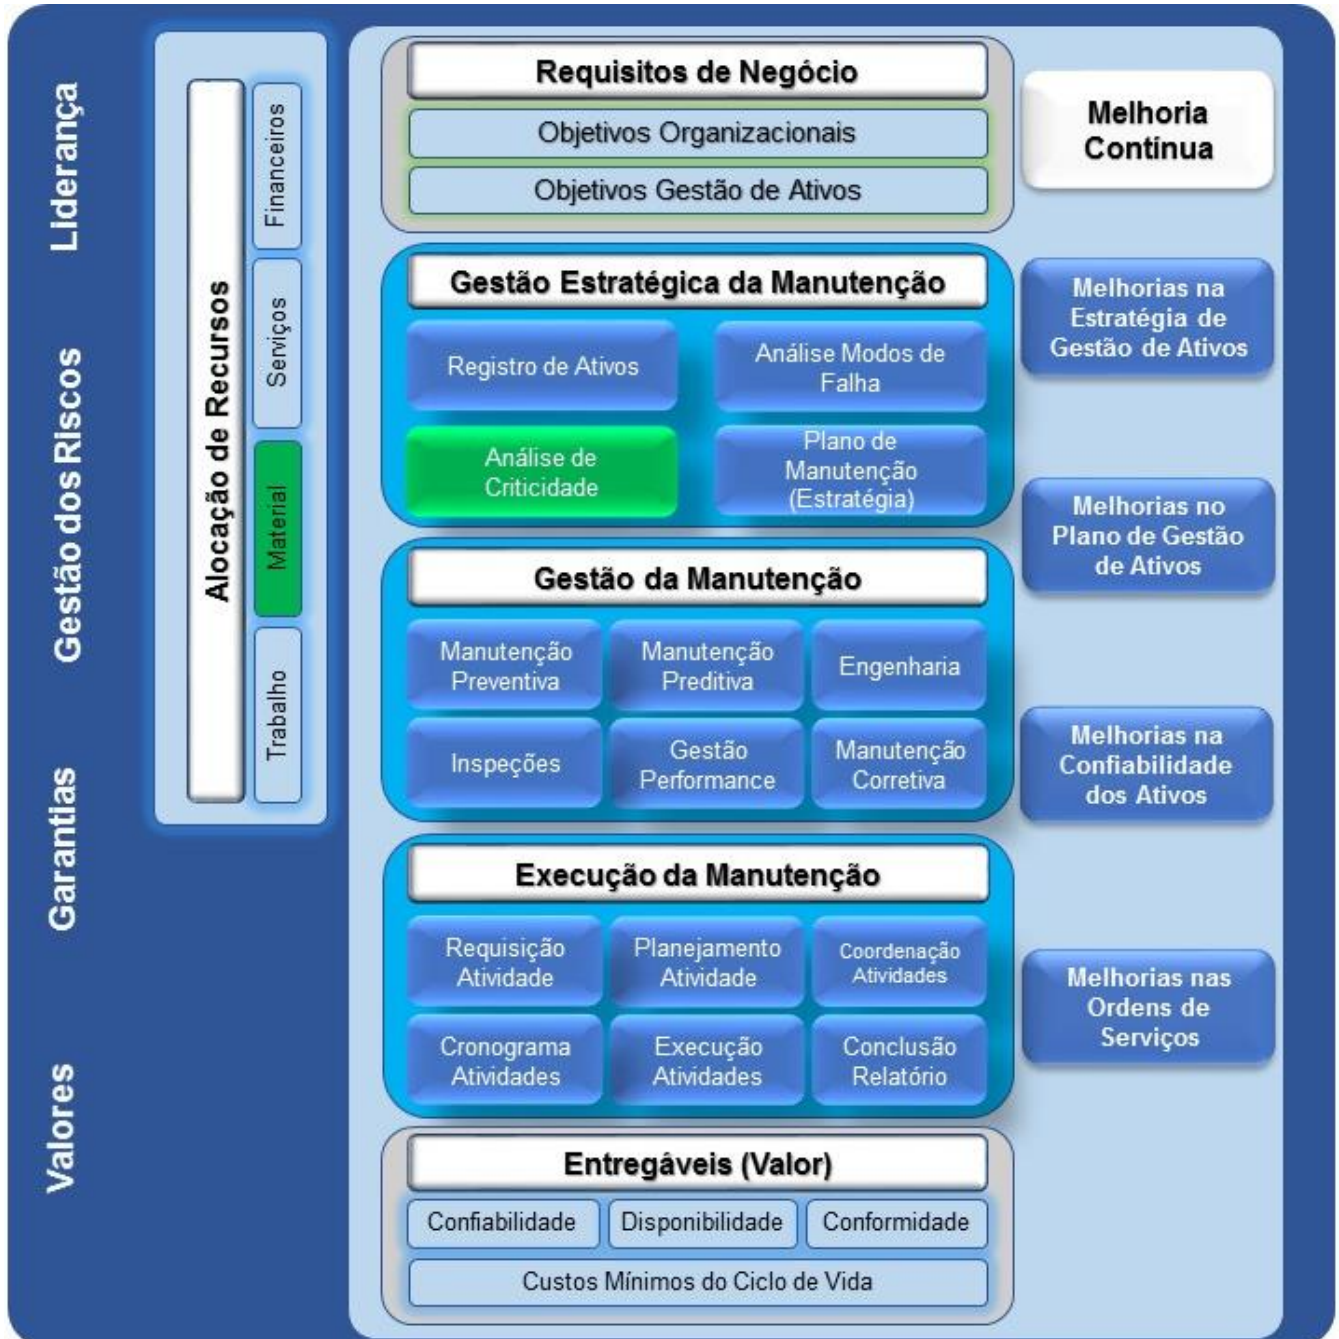 Liderança
Gestão dos Riscos
Garantias
Valores
Alocação de Recursos
Financeiros
Serviços
Material
Trabalho
Requisitos de Negócio
Objetivos Organizacionais
Objetivos Gestão de Ativos
Gestão Estratégica da Manutenção
Registro de Ativos
Análise Modos de
Falha
Análise de
Criticidade
Plano de
Manutenção
(Estratégia)
Gestão da Manutenção
Manutenção
Preventiva
Manutenção
Preditiva
Engenharia
Inspeções
Gestão
Performance
Manutenção
Corretiva
Execução da Manutenção
Requisição
Atividade
Planejamento
Atividade
Coordenação
Atividades
Cronograma
Atividades
Execução
Atividades
Conclusão
Relatório
Entregáveis (Valor)
Confiabilidade
Disponibilidade
Conformidade
Custos Mínimos do Ciclo de Vida
Melhoria
Contínua
Melhorias na
Estratégia de
Gestão de Ativos
Melhorias no
Plano de Gestão
de Ativos
Melhorias na
Confiabilidade
dos Ativos
Melhorias nas
Ordens de
Serviços